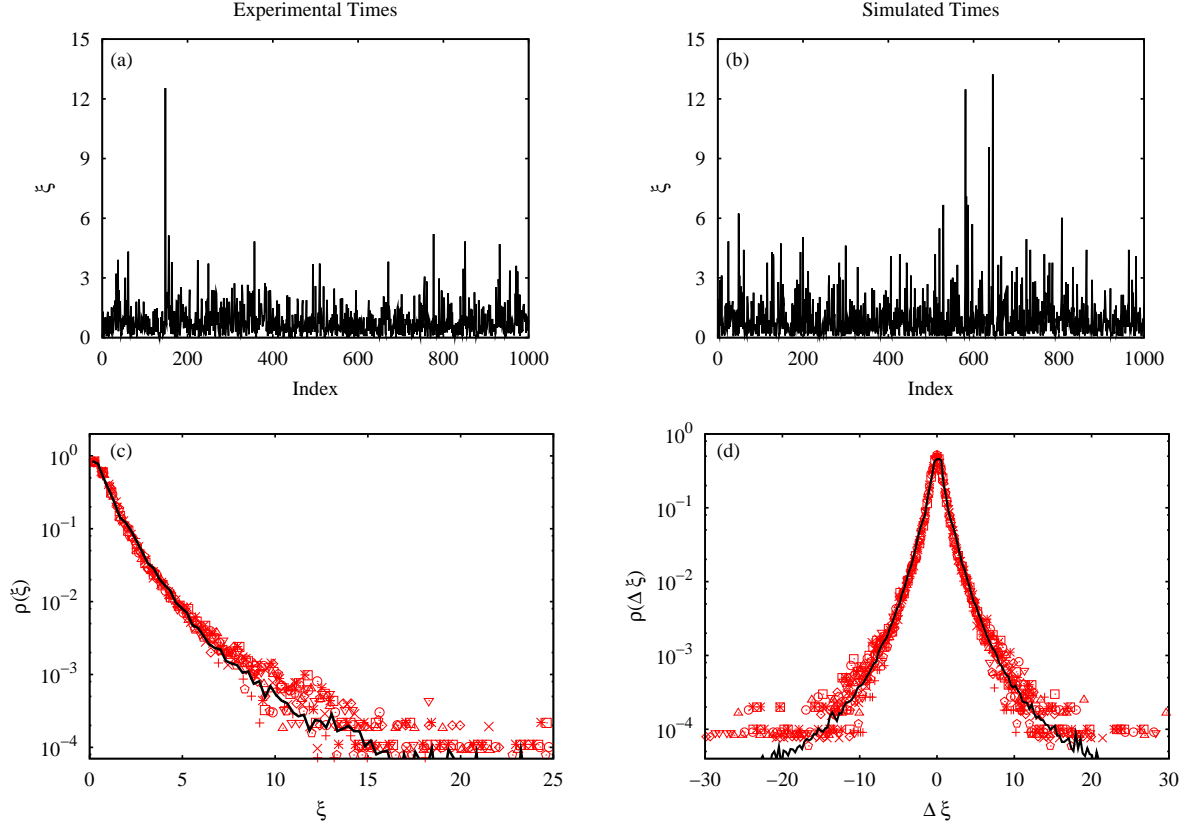 Experimental Times
Simulated Times
15
12
9
6
3
0
ξ
(a)
0 200 400 600 800 1000
Index
15
12
9
6
3
0
ξ
(b)
0 200 400 600 800 1000
Index
10^0
10^-1
10^-2
10^-3
10^-4
ρ(ξ)
(c)
0 5 10 15 20 25
ξ
10^0
10^-1
10^-2
10^-3
10^-4
ρ(Δ ξ)
(d)
−30 −20 −10 0 10 20 30
Δ ξ